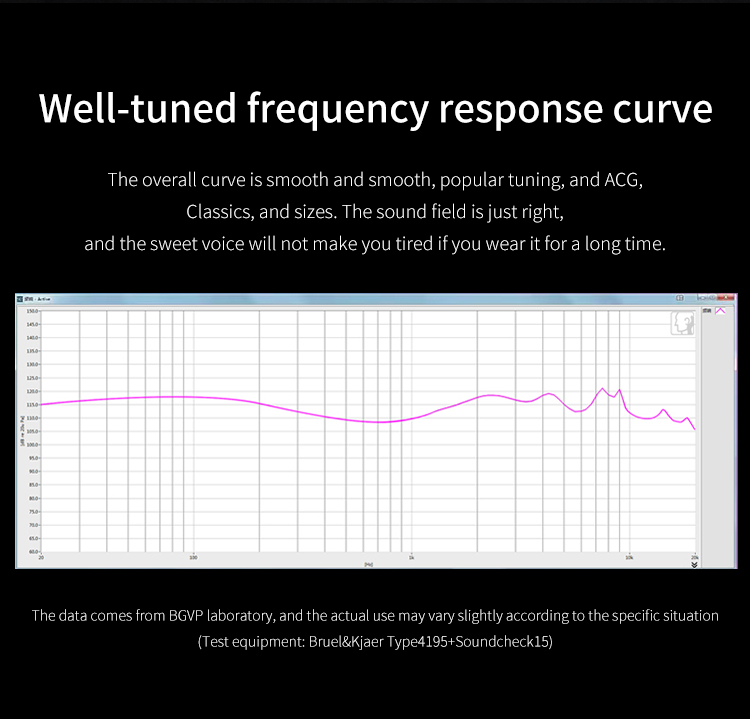 Well-tuned frequency response curve
The overall curve is smooth and smooth, popular tuning, and ACG,
Classics, and sizes. The sound field is just right,
and the sweet voice will not make you tired if you wear it for a long time.
- Active
150.0
145.0
140.0
135.0
130.0
125.0
120.0
115.0
110.0
105.0
100.0
95.0
90.0
85.0
80.0
75.0
70.0
65.0
60.0
20
100
1k
10k
20k
[Hz]
The data comes from BGVP laboratory, and the actual use may vary slightly according to the specific situation
(Test equipment: Bruel&Kjaer Type4195+Soundcheck15)